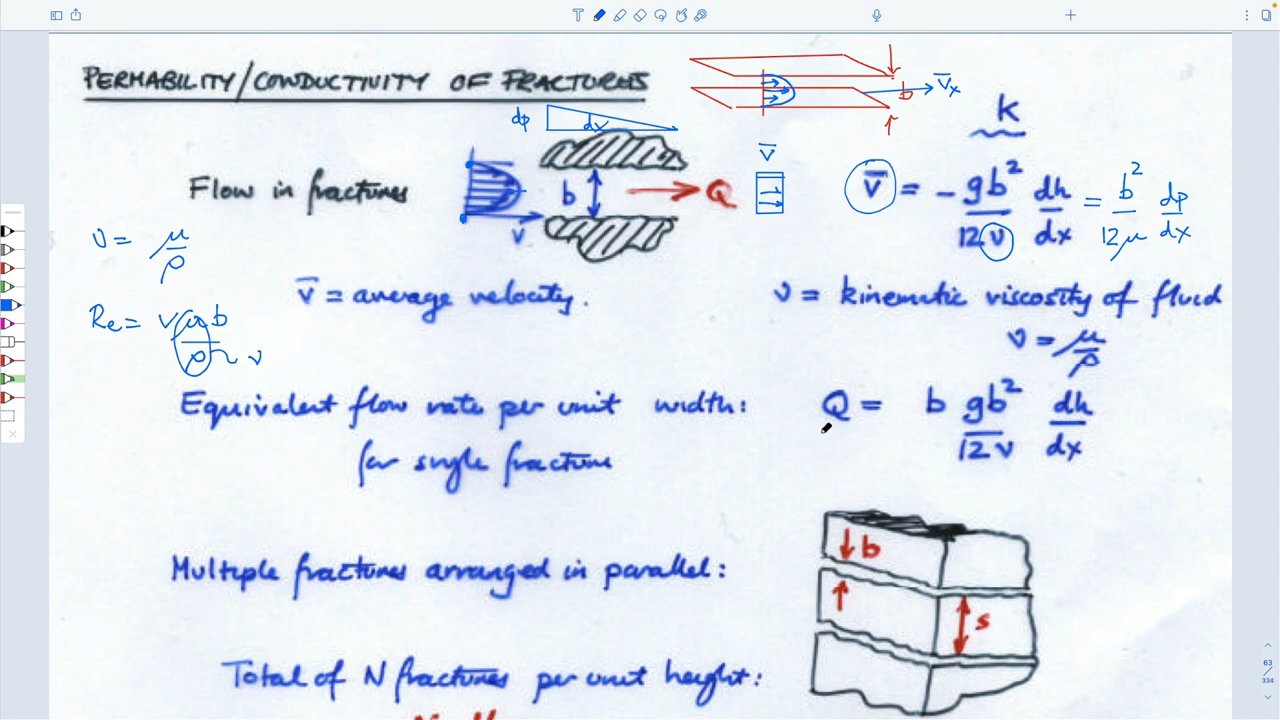 PERMABILITY/CONDUCTIVITY OF FRACTURES
b
v̅ₓ
k
dp
dx
Flow in fractures
v
b
Q
v̅
v̅ = - gb²/12ν dh/dx = b²/12μ dp/dx
ν = μ/ρ
v̅ = average velocity.
ν = kinematic viscosity of fluid
ν = μ/ρ
ν
Equivalent flow rate per unit width:
Q = b gb²/12ν dh/dx
for single fracture
b
Multiple fractures arranged in parallel:
s
Total of N fractures per unit height:
63
334